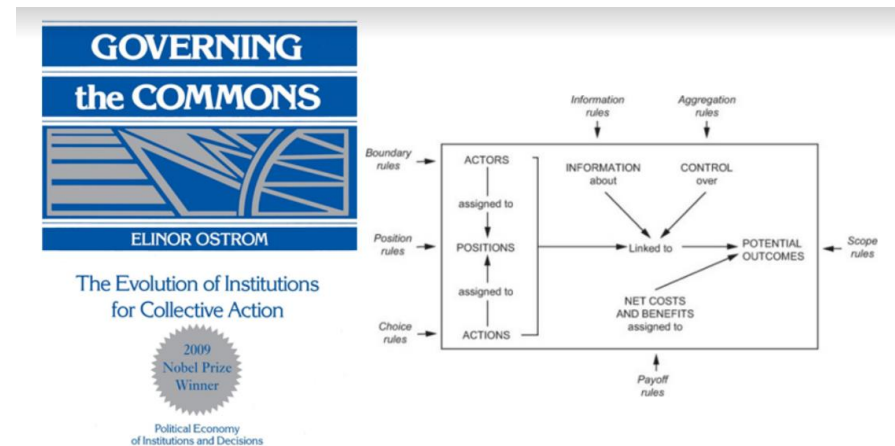 GOVERNING
the COMMONS
ELINOR OSTROM
The Evolution of Institutions
for Collective Action
2009
Nobel Prize
Winner
Political Economy
of Institutions and Decisions
Information
rules
Aggregation
rules
Boundary
rules
ACTORS
INFORMATION
about
CONTROL
over
assigned to
Position
rules
POSITIONS
Linked to
POTENTIAL
OUTCOMES
Scope
rules
assigned to
NET COSTS
AND BENEFITS
assigned to
Choice
rules
ACTIONS
Payoff
rules